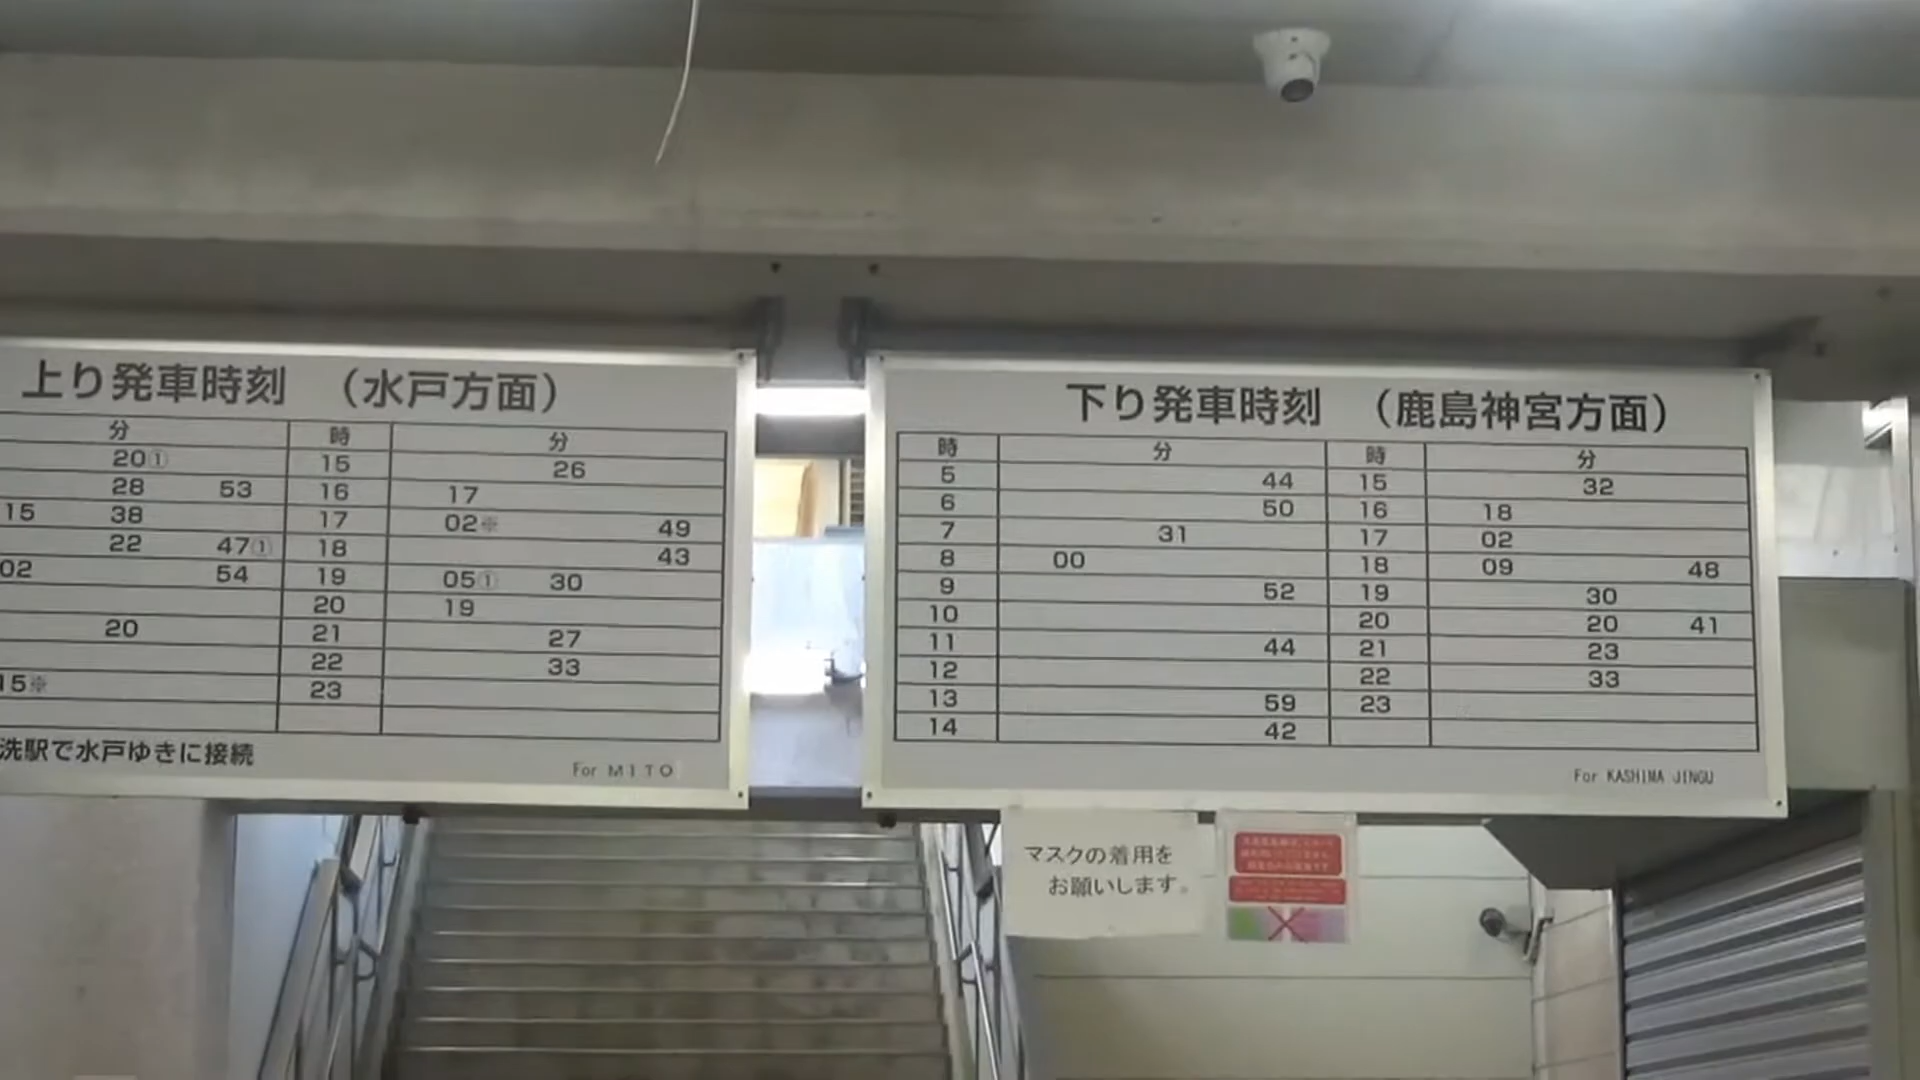 上り発車時刻 （水戸方面）
分 時 分
20① 15 26
28 53 16 17
15 38 17 02※ 49
22 47① 18 43
02 54 19 05① 30
20 19
20 21 27
22 33
15※ 23
洗駅で水戸ゆきに接続
For MITO
下り発車時刻 （鹿島神宮方面）
時 分 時 分
5 44 15 32
6 50 16 18
7 31 17 02
8 00 18 09 48
9 52 19 30
10 20 20 41
11 44 21 23
12 22 33
13 59 23
14 42
For KASHIMA JINGU
マスクの着用を
お願いします。